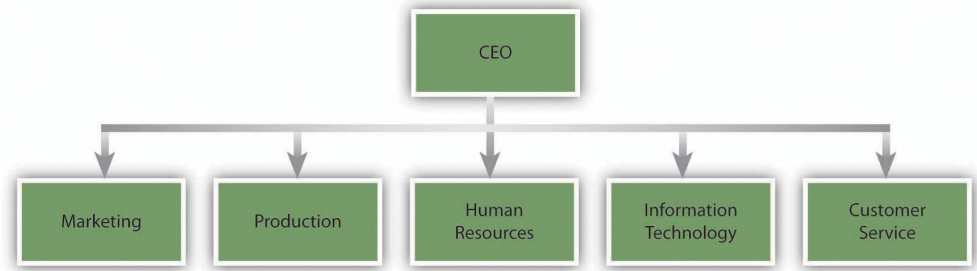 CEO
Marketing
Production
Human
Resources
Information
Technology
Customer
Service